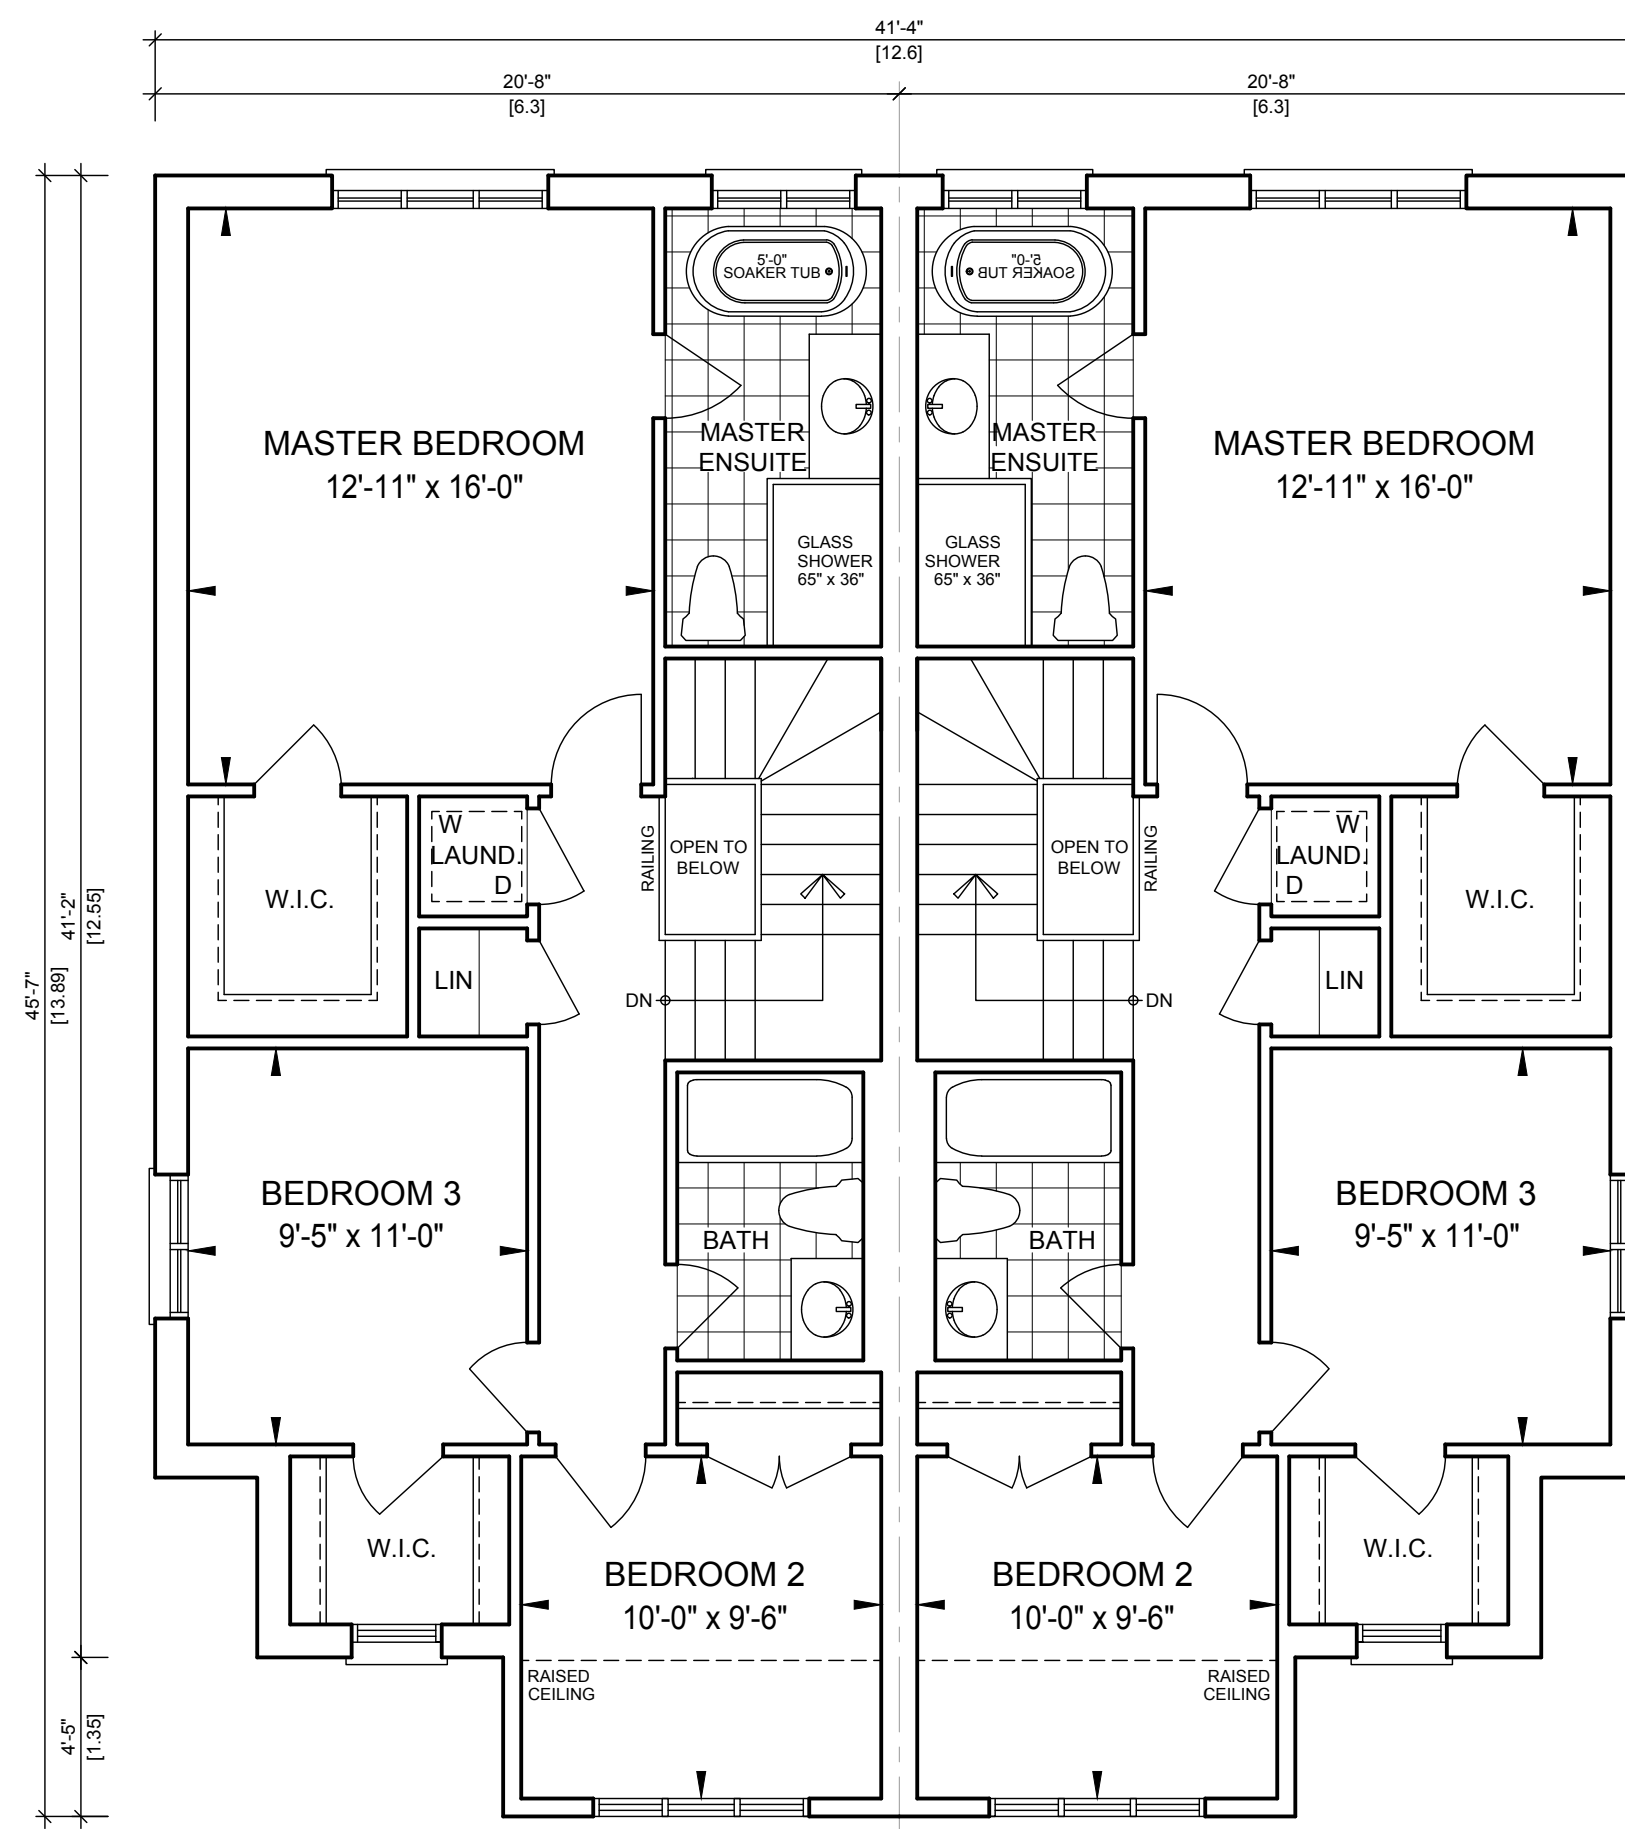 41'-4"
[12.6]
20'-8"
[6.3]
20'-8"
[6.3]
5'-0"
SOAKER TUB
5'-0"
SOAKER TUB
MASTER BEDROOM
12'-11" x 16'-0"
MASTER
ENSUITE
MASTER
ENSUITE
MASTER BEDROOM
12'-11" x 16'-0"
GLASS
SHOWER
65" x 36"
GLASS
SHOWER
65" x 36"
W
LAUND.
D
RAILING
OPEN TO
BELOW
OPEN TO
BELOW
RAILING
W
LAUND.
D
W.I.C.
W.I.C.
41'-2"
[12.55]
45'-7"
[13.89]
LIN
DN
DN
LIN
BEDROOM 3
9'-5" x 11'-0"
BATH
BATH
BEDROOM 3
9'-5" x 11'-0"
W.I.C.
BEDROOM 2
10'-0" x 9'-6"
BEDROOM 2
10'-0" x 9'-6"
W.I.C.
RAISED
CEILING
RAISED
CEILING
4'-5"
[1.35]